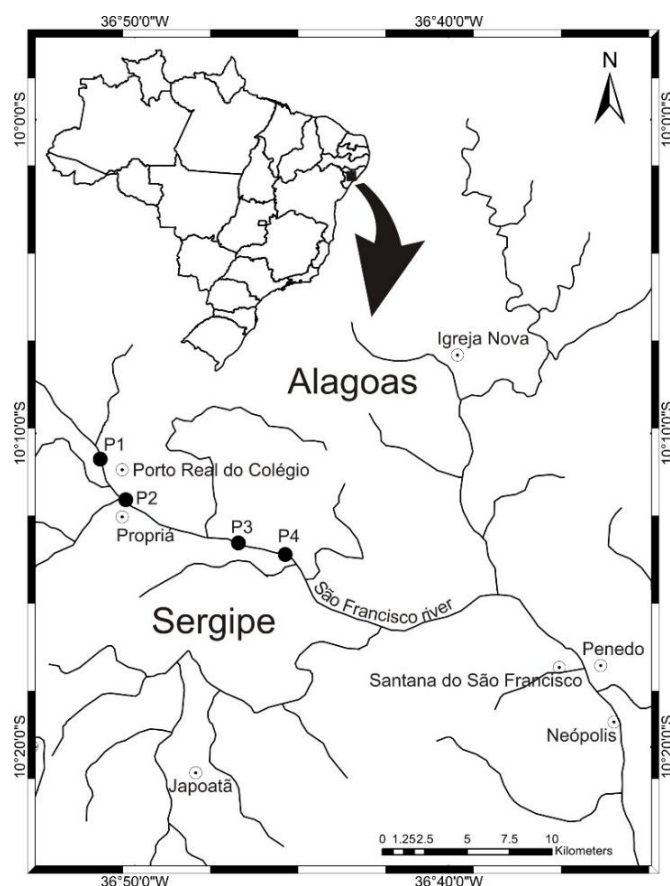 36°50'0"W
36°40'0"W
N
10°0'0"S
10°0'0"S
Igreja Nova
Alagoas
10°10'0"S
10°10'0"S
P1
Porto Real do Colégio
P2
Propriá
P3
P4
São Francisco river
Sergipe
Penedo
Santana do São Francisco
Neópolis
10°20'0"S
10°20'0"S
Japoatã
0 1.25 2.5 5 7.5 10
Kilometers
36°50'0"W
36°40'0"W